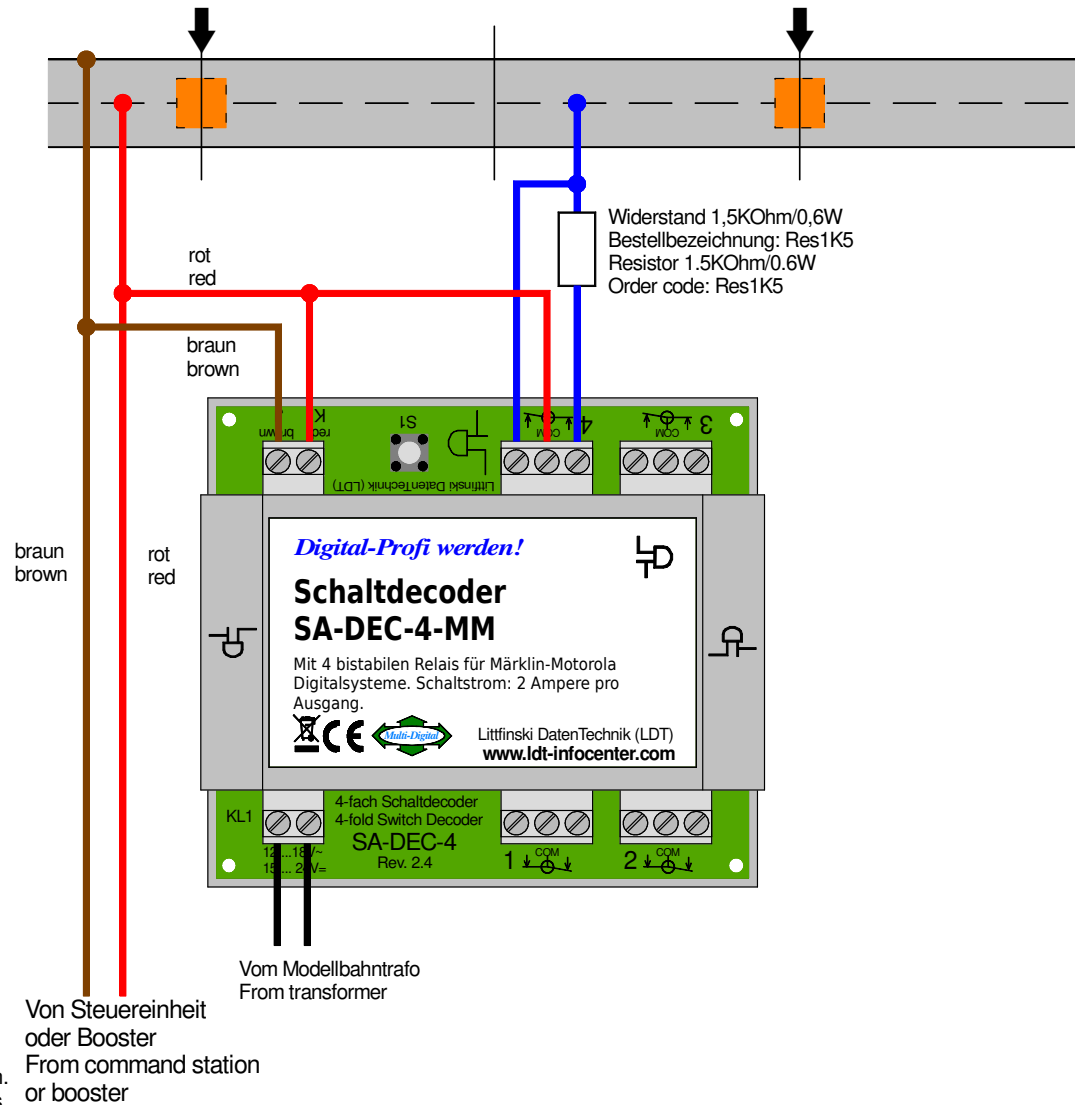 Widerstand 1,5KOhm/0,6W
Bestellbezeichnung: Res1K5
Resistor 1.5KOhm/0.6W
Order code: Res1K5
rot
red
braun
brown
brown
red
S1
COM
4
COM
3
Littfinski DatenTechnik (LDT)
braun
brown
rot
red
Digital-Profi werden!
Schaltdecoder
SA-DEC-4-MM
Mit 4 bistabilen Relais für Märklin-Motorola
Digitalsysteme. Schaltstrom: 2 Ampere pro
Ausgang.
CE
Multi-Digital
Littfinski DatenTechnik (LDT)
www.ldt-infocenter.com
KL1
4-fach Schaltdecoder
4-fold Switch Decoder
SA-DEC-4
Rev. 2.4
1
COM
2
COM
Vom Modellbahntrafo
From transformer
Von Steuereinheit
oder Booster
From command station
or booster